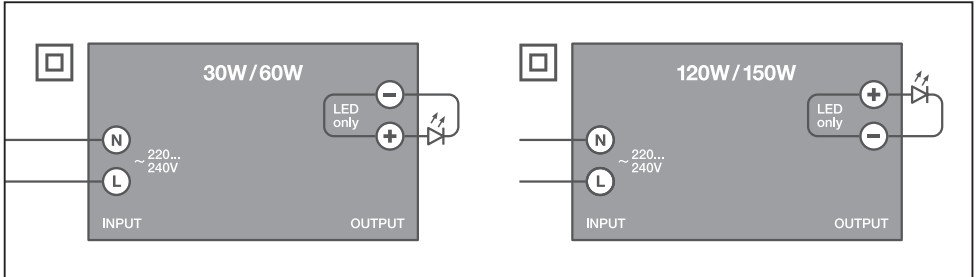 30W/60W
−
LED
only
+
N
~ 220...
240V
L
INPUT
OUTPUT
120W/150W
+
LED
only
−
N
~ 220...
240V
L
INPUT
OUTPUT